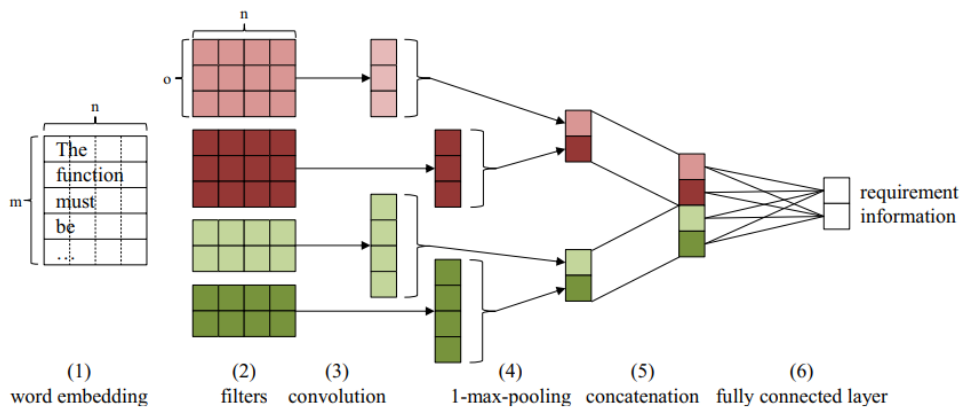 n
o
n
m
The
function
must
be
...
requirement
information
(1)
word embedding
(2)
filters
(3)
convolution
(4)
1-max-pooling
(5)
concatenation
(6)
fully connected layer